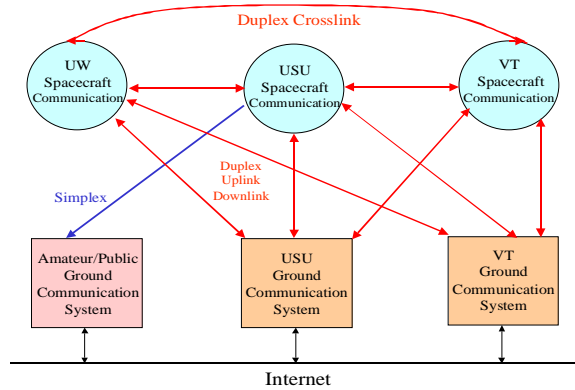 Duplex Crosslink
UW
Spacecraft
Communication
USU
Spacecraft
Communication
VT
Spacecraft
Communication
Duplex
Uplink
Downlink
Simplex
Amateur/Public
Ground
Communication
System
USU
Ground
Communication
System
VT
Ground
Communication
System
Internet